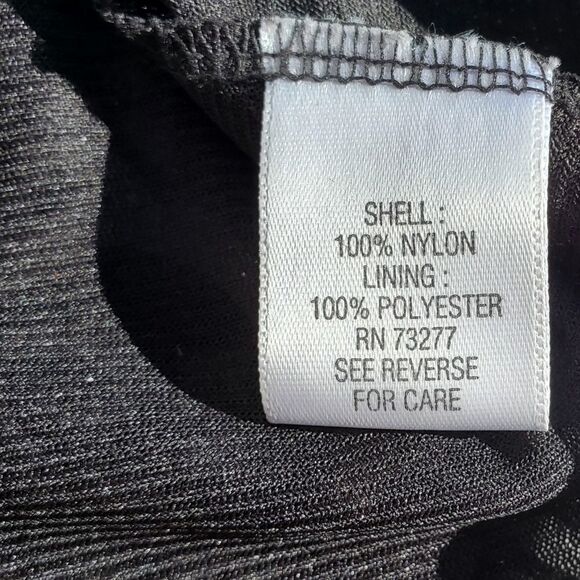 SHELL :
100% NYLON
LINING :
100% POLYESTER
RN 73277
SEE REVERSE
FOR CARE